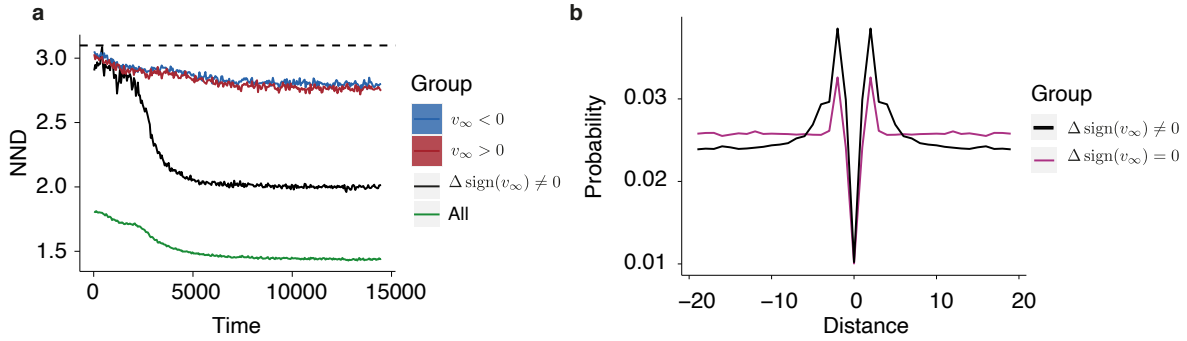 a
NND
3.0
2.5
2.0
1.5
0
5000
10000
15000
Time
Group
v∞ < 0
v∞ > 0
Δ sign(v∞) ≠ 0
All
b
Probability
0.03
0.02
0.01
−20
−10
0
10
20
Distance
Group
Δ sign(v∞) ≠ 0
Δ sign(v∞) = 0